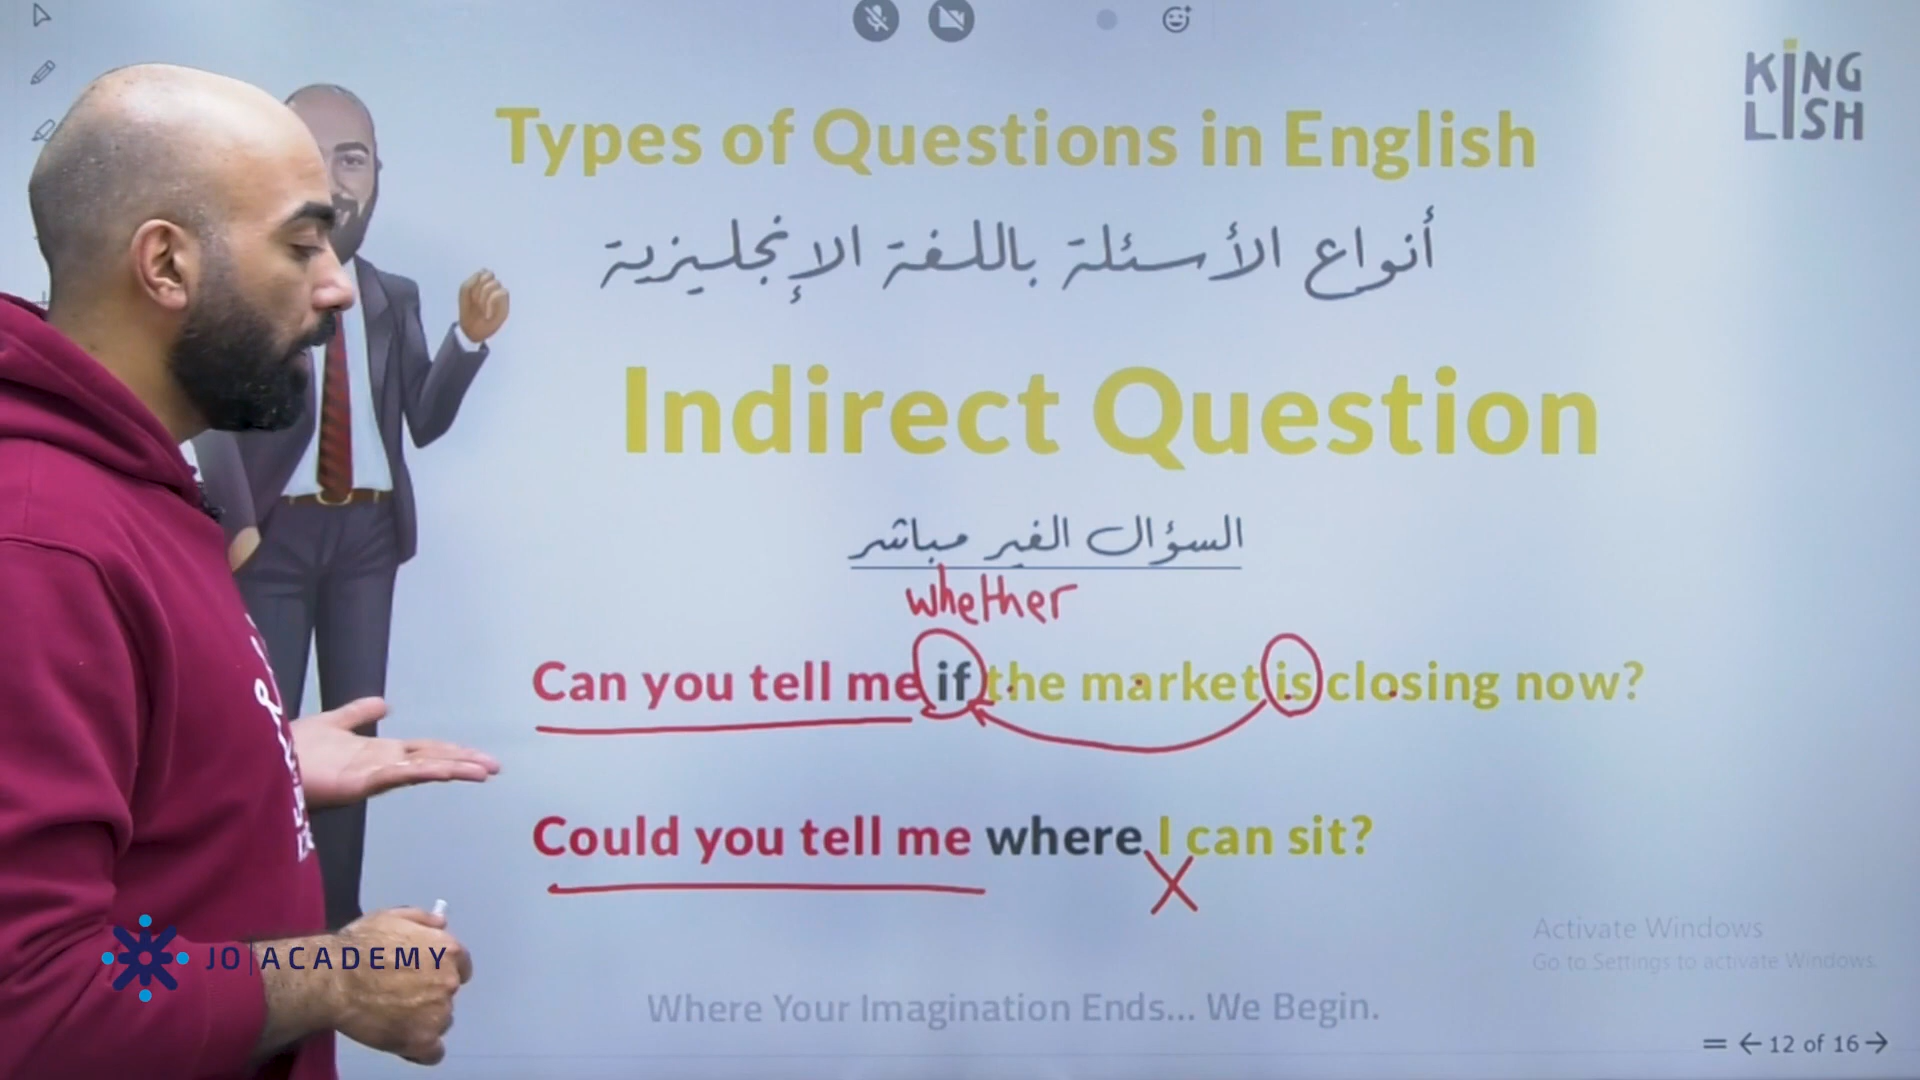 KING
LISH
Types of Questions in English
أنواع الأسئلة باللغة الإنجليزية
Indirect Question
السؤال الغير مباشر
whether
Can you tell me if the market is closing now?
Could you tell me where I can sit?
X
JO ACADEMY
Activate Windows
Go to Settings to activate Windows.
Where Your Imagination Ends... We Begin.
12 of 16